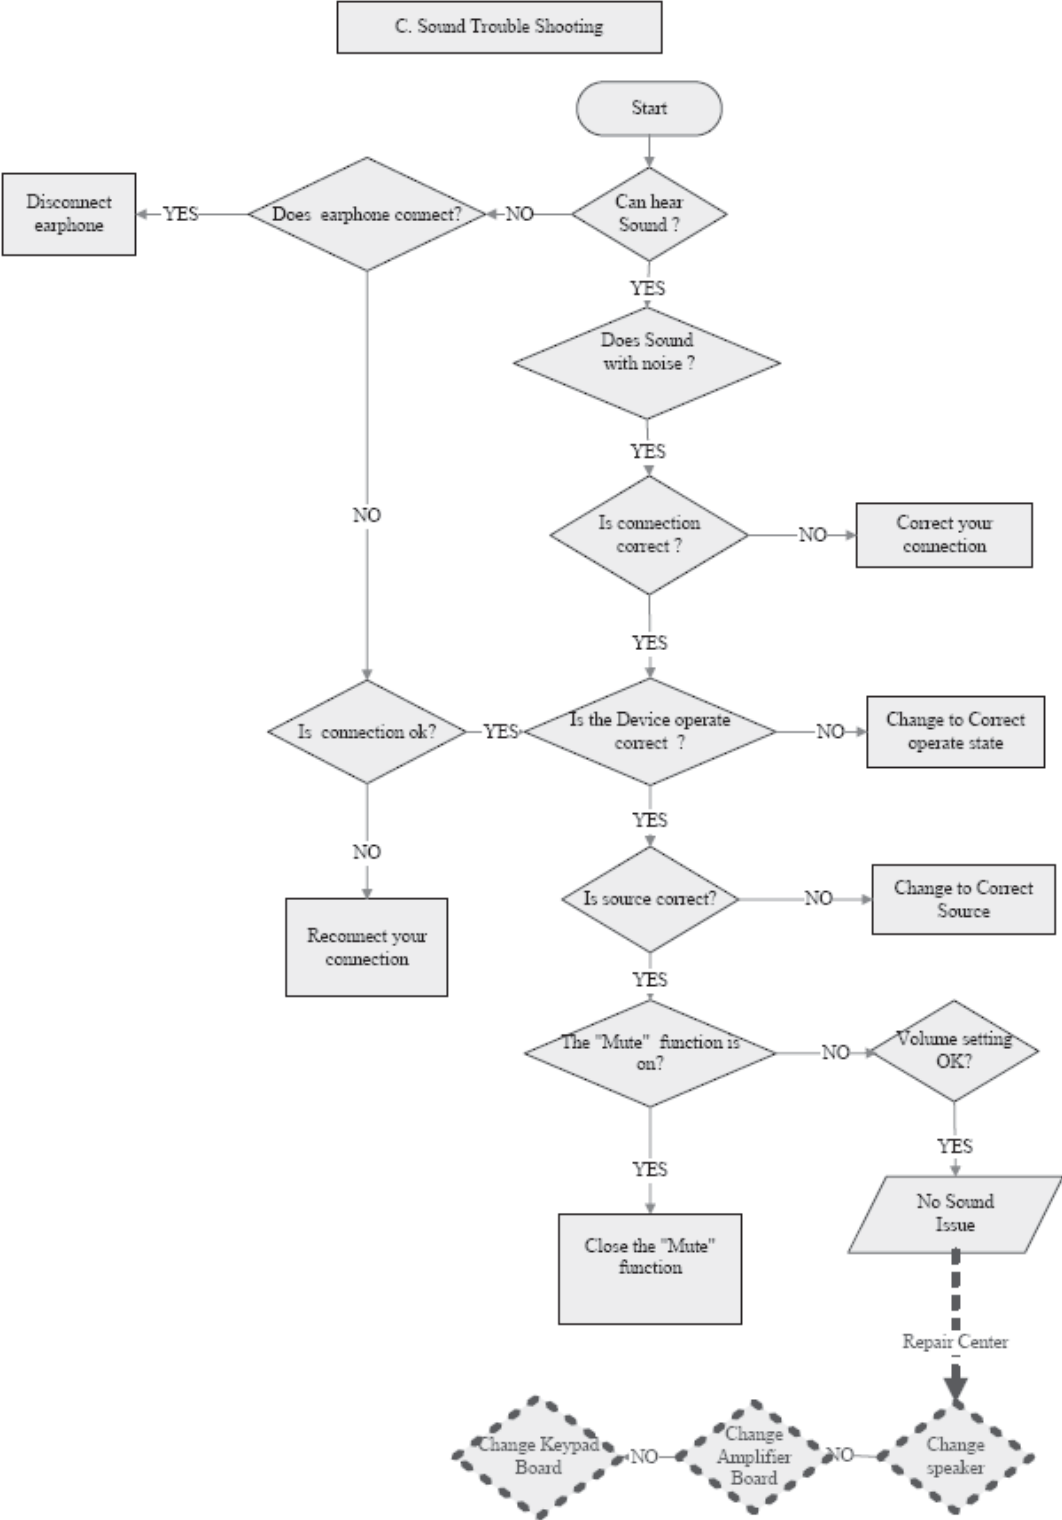 C. Sound Trouble Shooting
Start
Can hear
Sound ?
NO
Does earphone connect?
YES
Disconnect
earphone
YES
Does Sound
with noise ?
YES
Is connection
correct ?
NO
Correct your
connection
NO
YES
Is connection ok?
YES
Is the Device operate
correct ?
NO
Change to Correct
operate state
YES
NO
Is source correct?
NO
Change to Correct
Source
Reconnect your
connection
YES
The "Mute" function is
on?
NO
Volume setting
OK?
YES
YES
No Sound
Issue
Close the "Mute"
function
Repair Center
Change
speaker
NO
Change
Amplifier
Board
NO
Change Keypad
Board